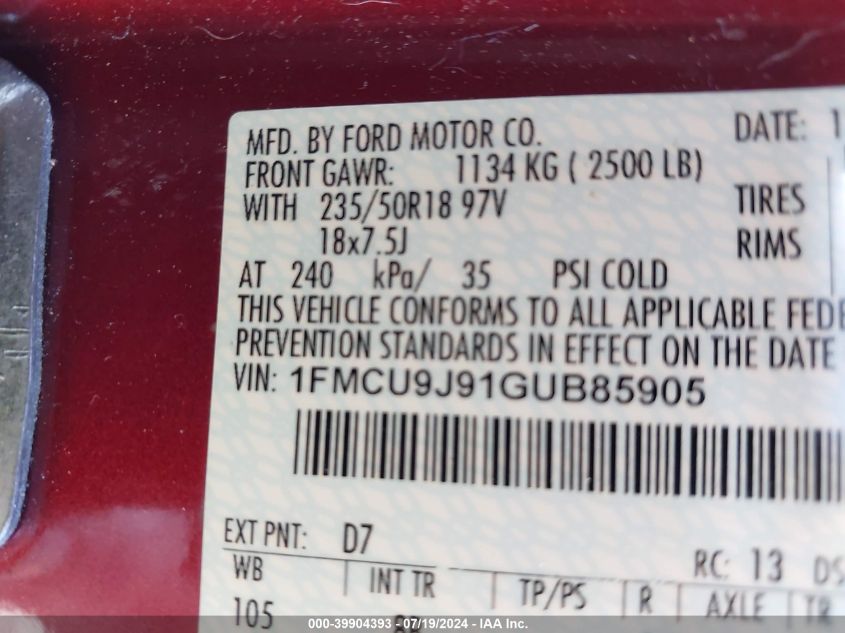 MFD. BY FORD MOTOR CO. DATE: 1
FRONT GAWR: 1134 KG ( 2500 LB)
WITH 235/50R18 97V TIRES
18x7.5J RIMS
AT 240 kPa/ 35 PSI COLD
THIS VEHICLE CONFORMS TO ALL APPLICABLE FEDE
PREVENTION STANDARDS IN EFFECT ON THE DATE
VIN: 1FMCU9J91GUB85905
EXT PNT: D7 RC: 13 DS
WB INT TR TP/PS R AXLE TR
105
000-39904393 - 07/19/2024 - IAA Inc.